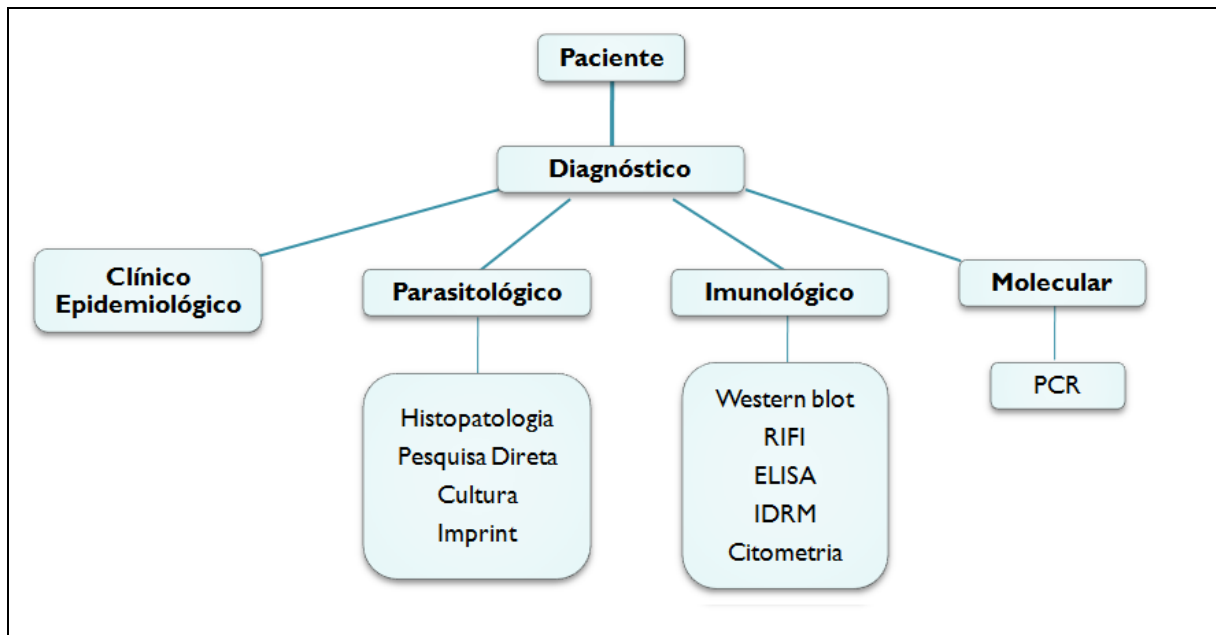 Paciente
Diagnóstico
Clínico
Epidemiológico
Parasitológico
Imunológico
Molecular
Histopatologia
Pesquisa Direta
Cultura
Imprint
Western blot
RIFI
ELISA
IDRM
Citometria
PCR